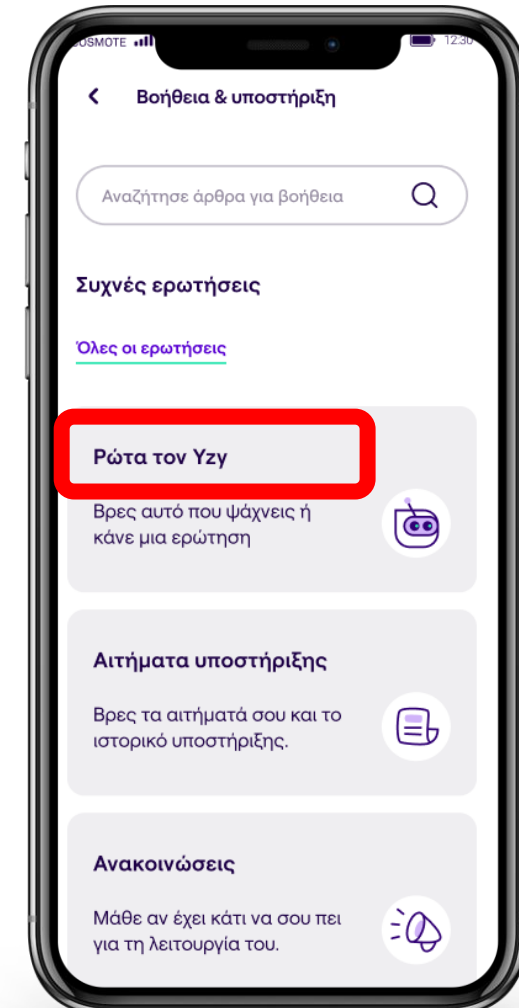 COSMOTE 12:30
Βοήθεια & υποστήριξη
Αναζήτησε άρθρα για βοήθεια
Συχνές ερωτήσεις
Όλες οι ερωτήσεις
Ρώτα τον Yzy
Βρες αυτό που ψάχνεις ή
κάνε μια ερώτηση
Αιτήματα υποστήριξης
Βρες τα αιτήματά σου και το
ιστορικό υποστήριξης.
Ανακοινώσεις
Μάθε αν έχει κάτι να σου πει
για τη λειτουργία του.